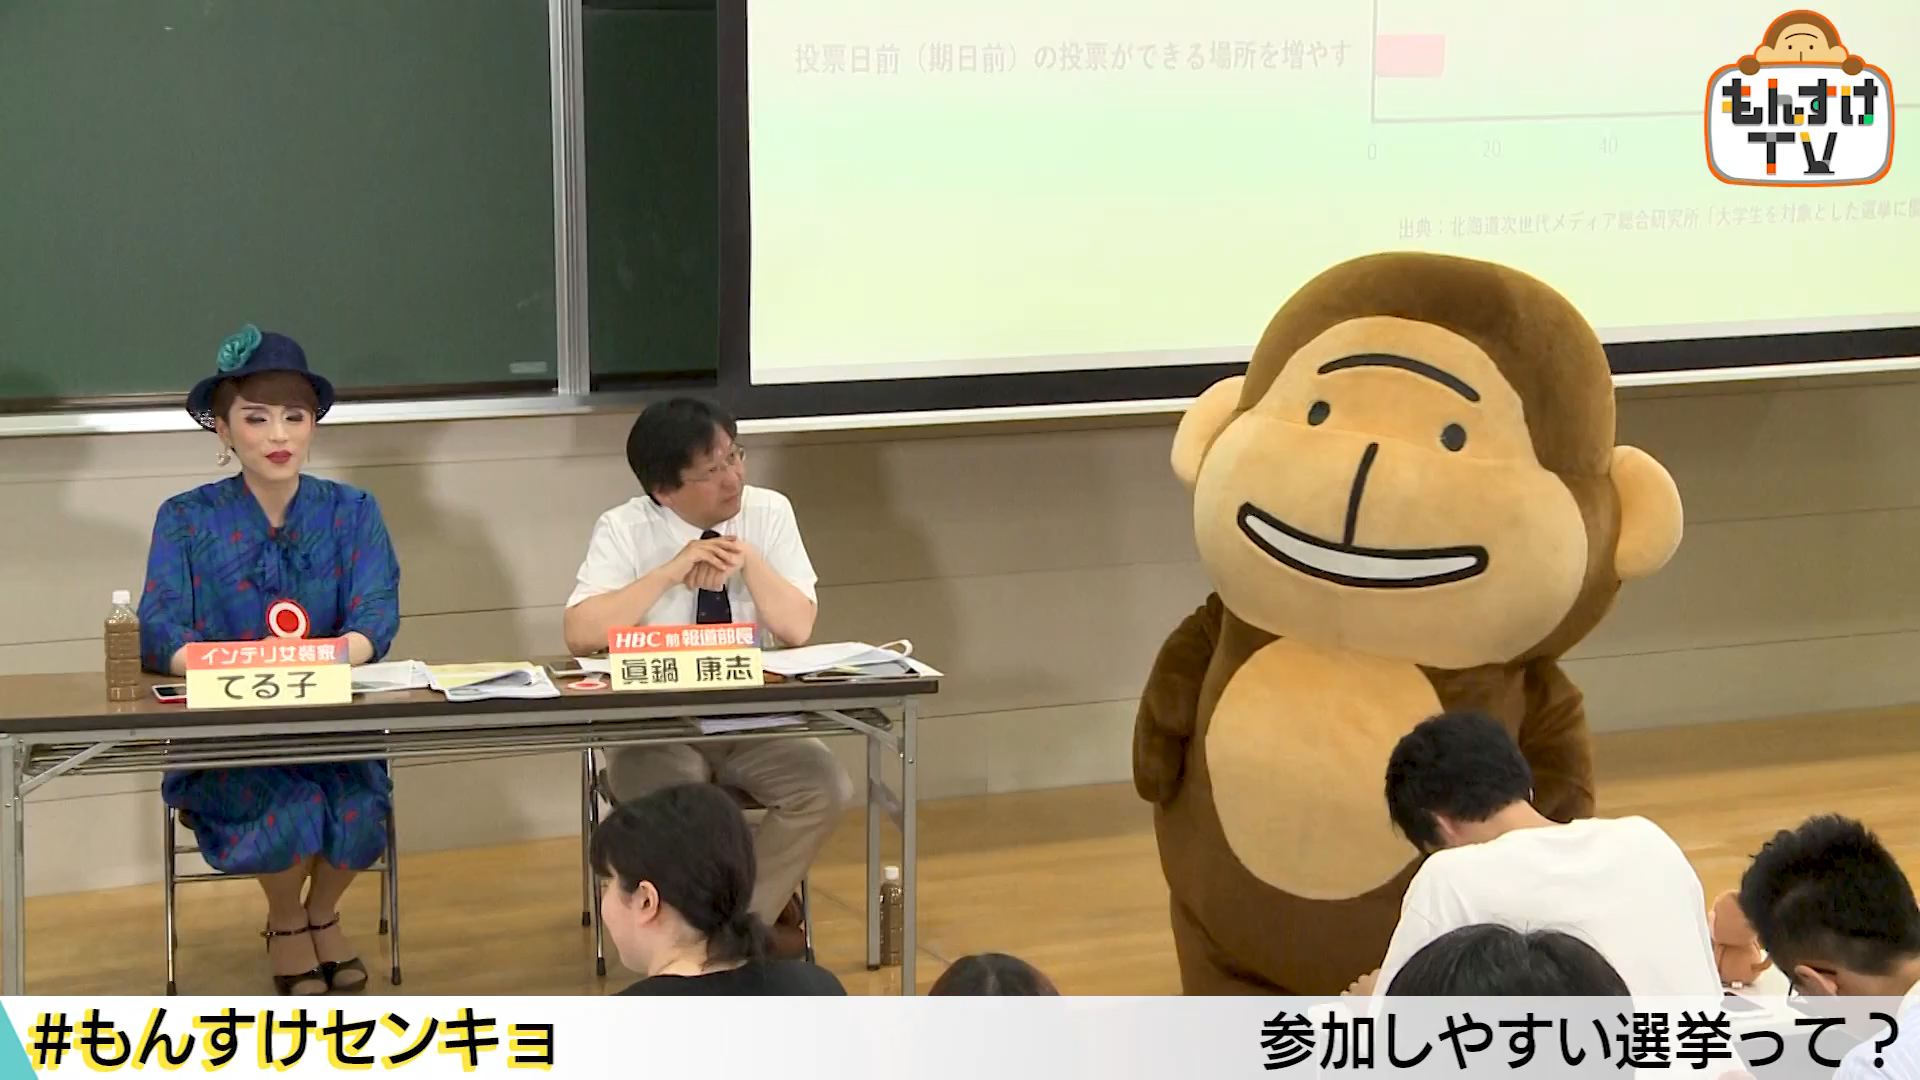 投票日前（期日前）の投票ができる場所を増やす
0 20 40
出典：北海道次世代メディア総合研究所「大学生を対象とした選挙に
もんすけ
TV
インテリ女装家
てる子
HBC 前 報道部長
眞鍋 康志
#もんすけセンキョ
参加しやすい選挙って？